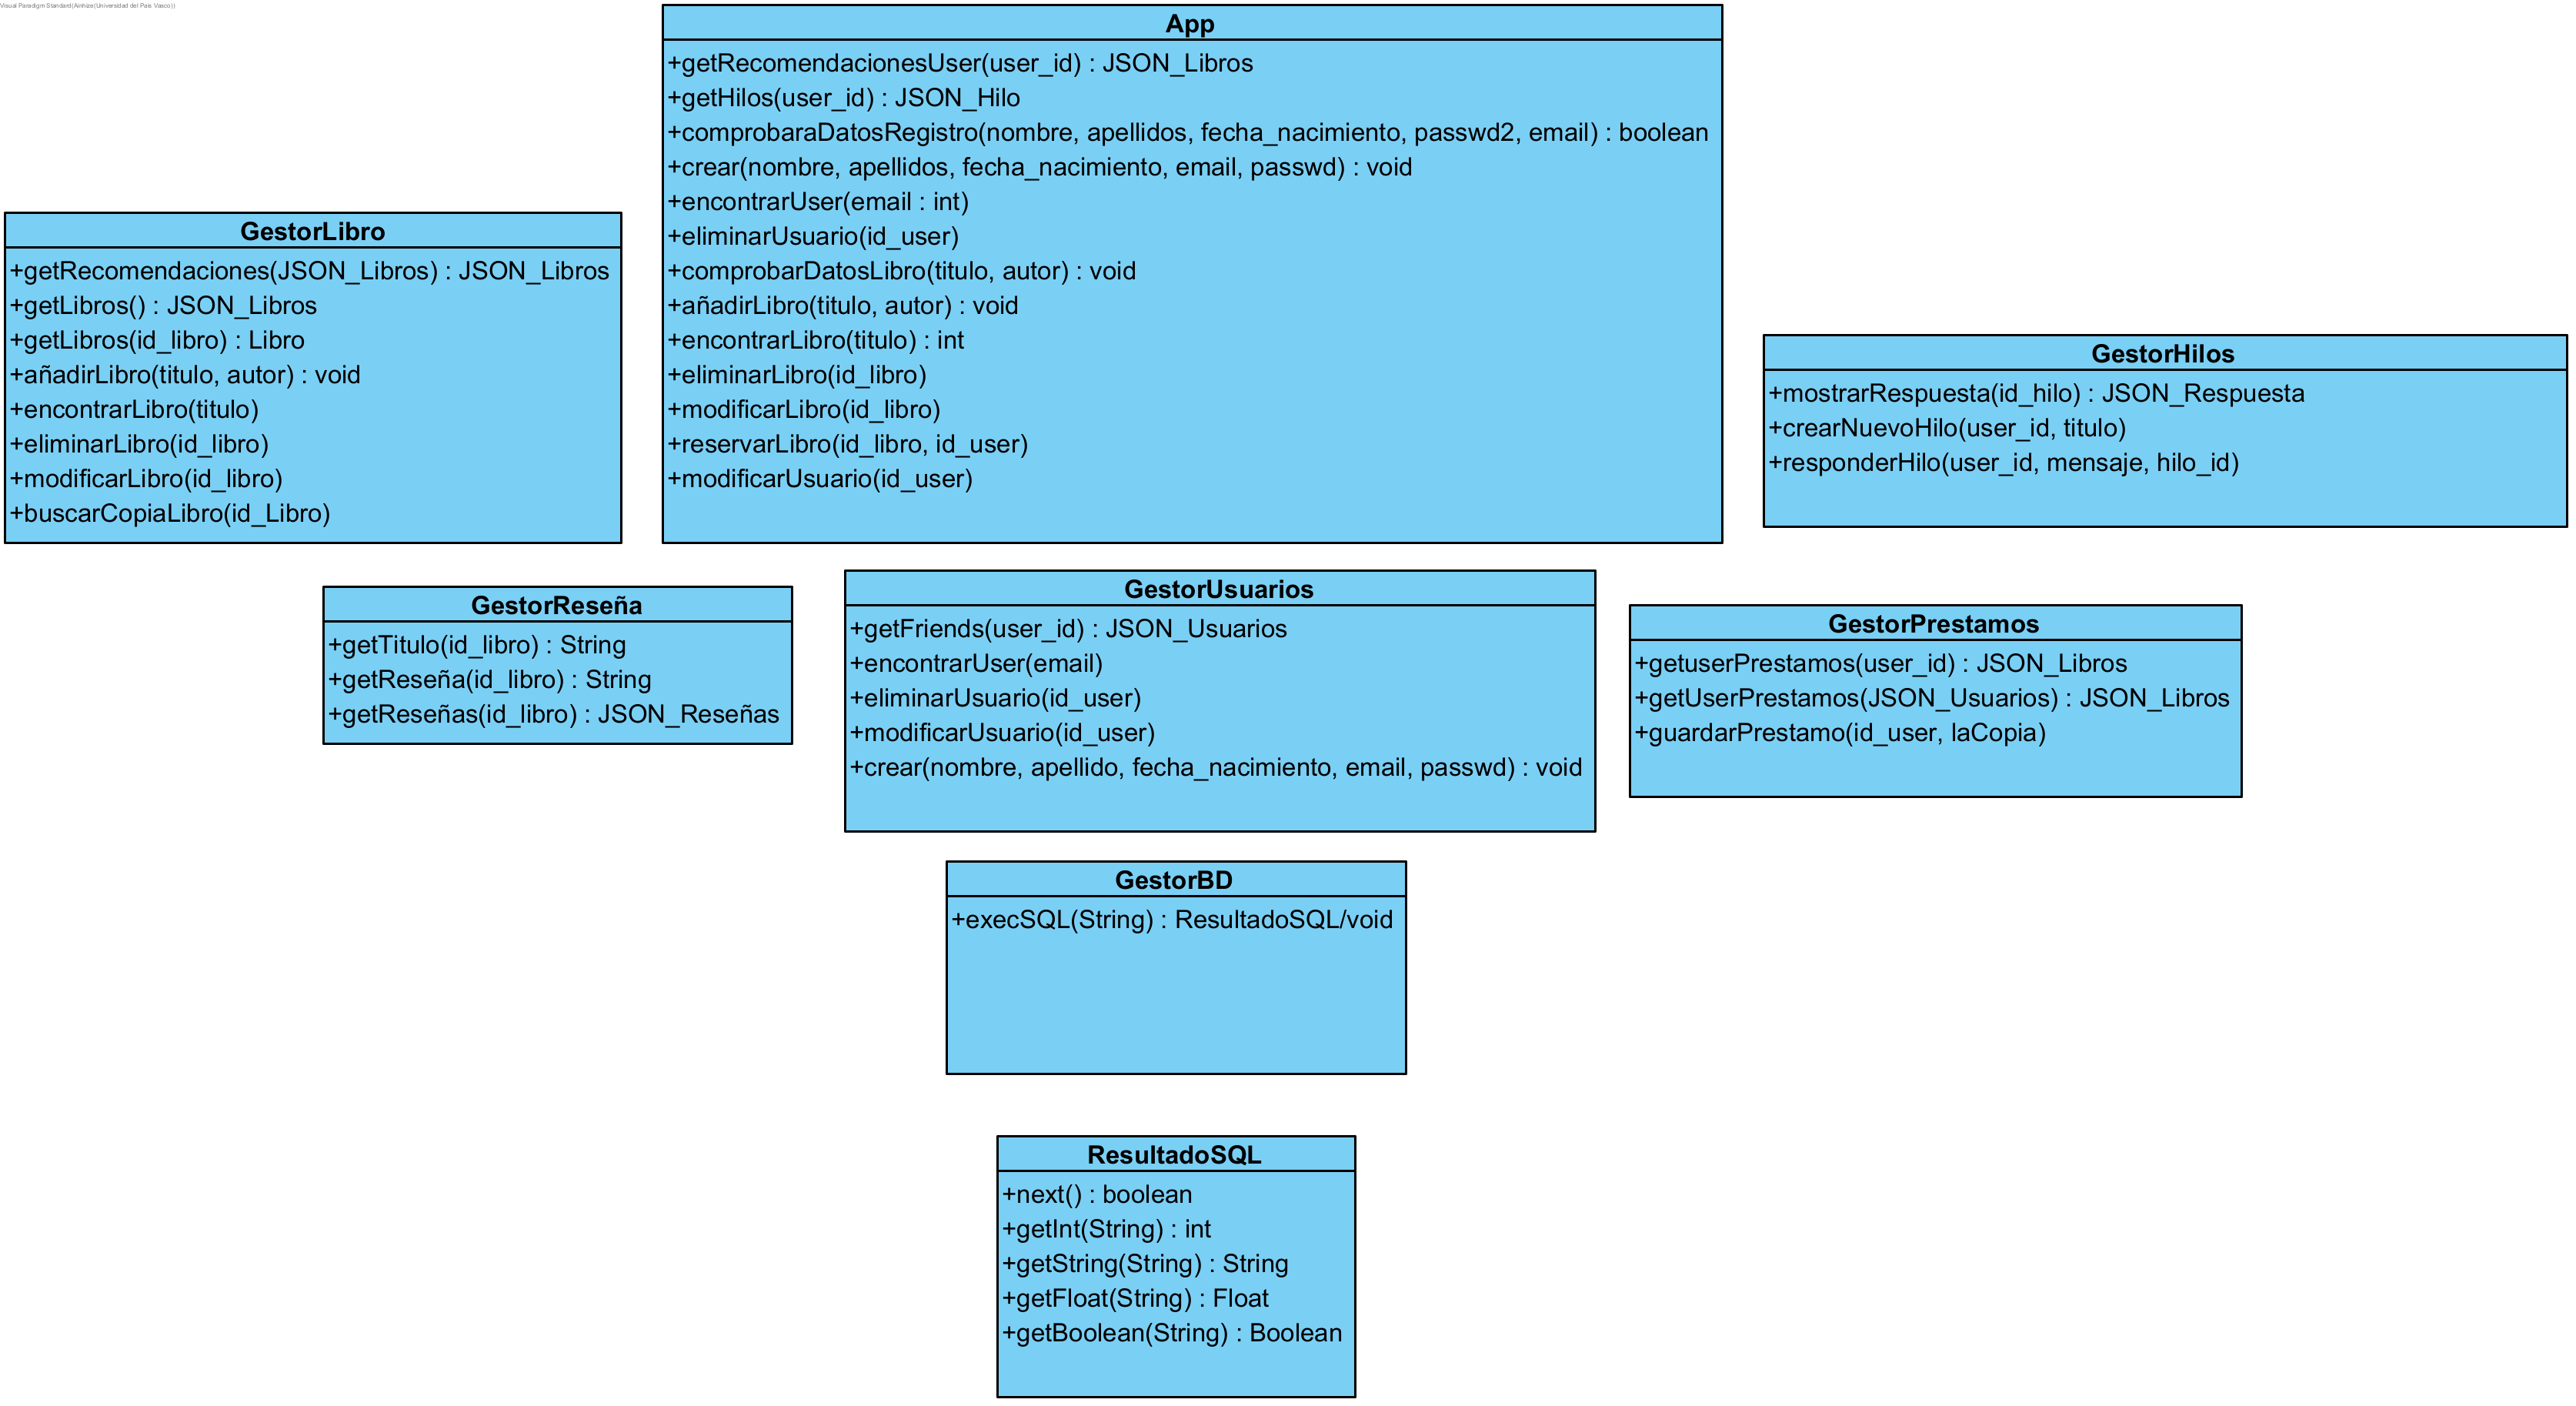 Visual Paradigm Standard(Ainhize(Universidad del Pais Vasco))
App
+getRecomendacionesUser(user_id) : JSON_Libros
+getHilos(user_id) : JSON_Hilo
+comprobaraDatosRegistro(nombre, apellidos, fecha_nacimiento, passwd2, email) : boolean
+crear(nombre, apellidos, fecha_nacimiento, email, passwd) : void
+encontrarUser(email : int)
+eliminarUsuario(id_user)
+comprobarDatosLibro(titulo, autor) : void
+añadirLibro(titulo, autor) : void
+encontrarLibro(titulo) : int
+eliminarLibro(id_libro)
+modificarLibro(id_libro)
+reservarLibro(id_libro, id_user)
+modificarUsuario(id_user)
GestorLibro
+getRecomendaciones(JSON_Libros) : JSON_Libros
+getLibros() : JSON_Libros
+getLibros(id_libro) : Libro
+añadirLibro(titulo, autor) : void
+encontrarLibro(titulo)
+eliminarLibro(id_libro)
+modificarLibro(id_libro)
+buscarCopiaLibro(id_Libro)
GestorHilos
+mostrarRespuesta(id_hilo) : JSON_Respuesta
+crearNuevoHilo(user_id, titulo)
+responderHilo(user_id, mensaje, hilo_id)
GestorReseña
+getTitulo(id_libro) : String
+getReseña(id_libro) : String
+getReseñas(id_libro) : JSON_Reseñas
GestorUsuarios
+getFriends(user_id) : JSON_Usuarios
+encontrarUser(email)
+eliminarUsuario(id_user)
+modificarUsuario(id_user)
+crear(nombre, apellido, fecha_nacimiento, email, passwd) : void
GestorPrestamos
+getuserPrestamos(user_id) : JSON_Libros
+getUserPrestamos(JSON_Usuarios) : JSON_Libros
+guardarPrestamo(id_user, laCopia)
GestorBD
+execSQL(String) : ResultadoSQL/void
ResultadoSQL
+next() : boolean
+getInt(String) : int
+getString(String) : String
+getFloat(String) : Float
+getBoolean(String) : Boolean